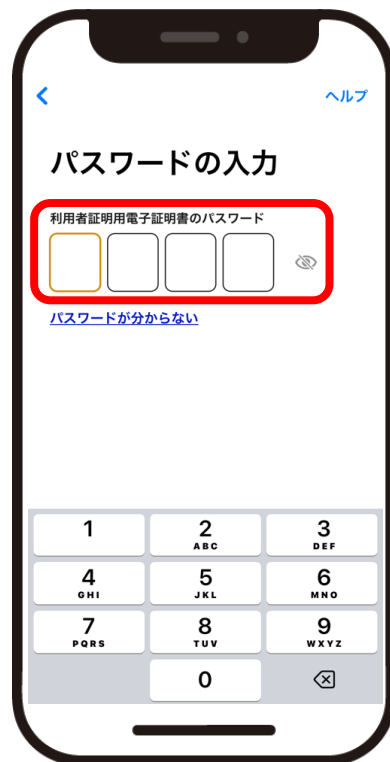 ヘルプ
パスワードの入力
利用者証明用電子証明書のパスワード
パスワードが分からない
1 2 3
ABC DEF
4 5 6
GHI JKL MNO
7 8 9
PQRS TUV WXYZ
0